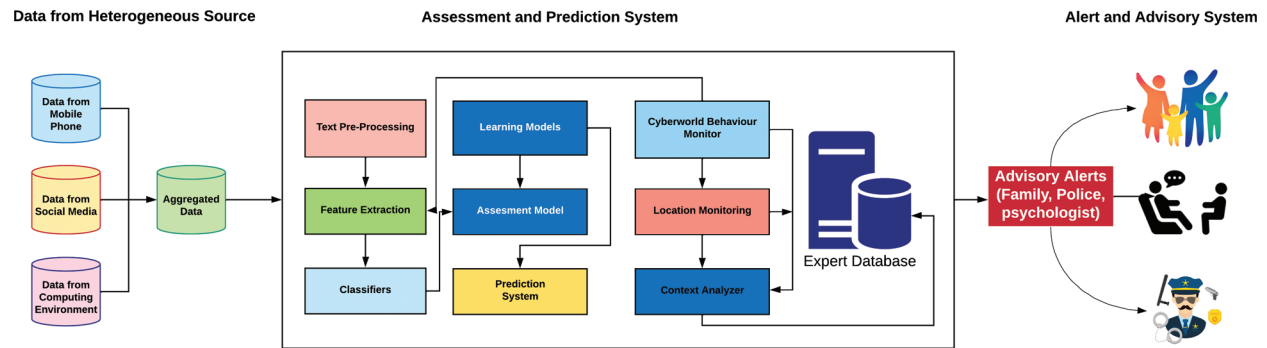 Data from Heterogeneous Source
Assessment and Prediction System
Alert and Advisory System
Data from
Mobile
Phone
Data from
Social Media
Data from
Computing
Environment
Aggregated
Data
Text Pre-Processing
Feature Extraction
Classifiers
Learning Models
Assesment Model
Prediction
System
Cyberworld Behaviour
Monitor
Location Monitoring
Context Analyzer
Expert Database
Advisory Alerts
(Family, Police,
psychologist)